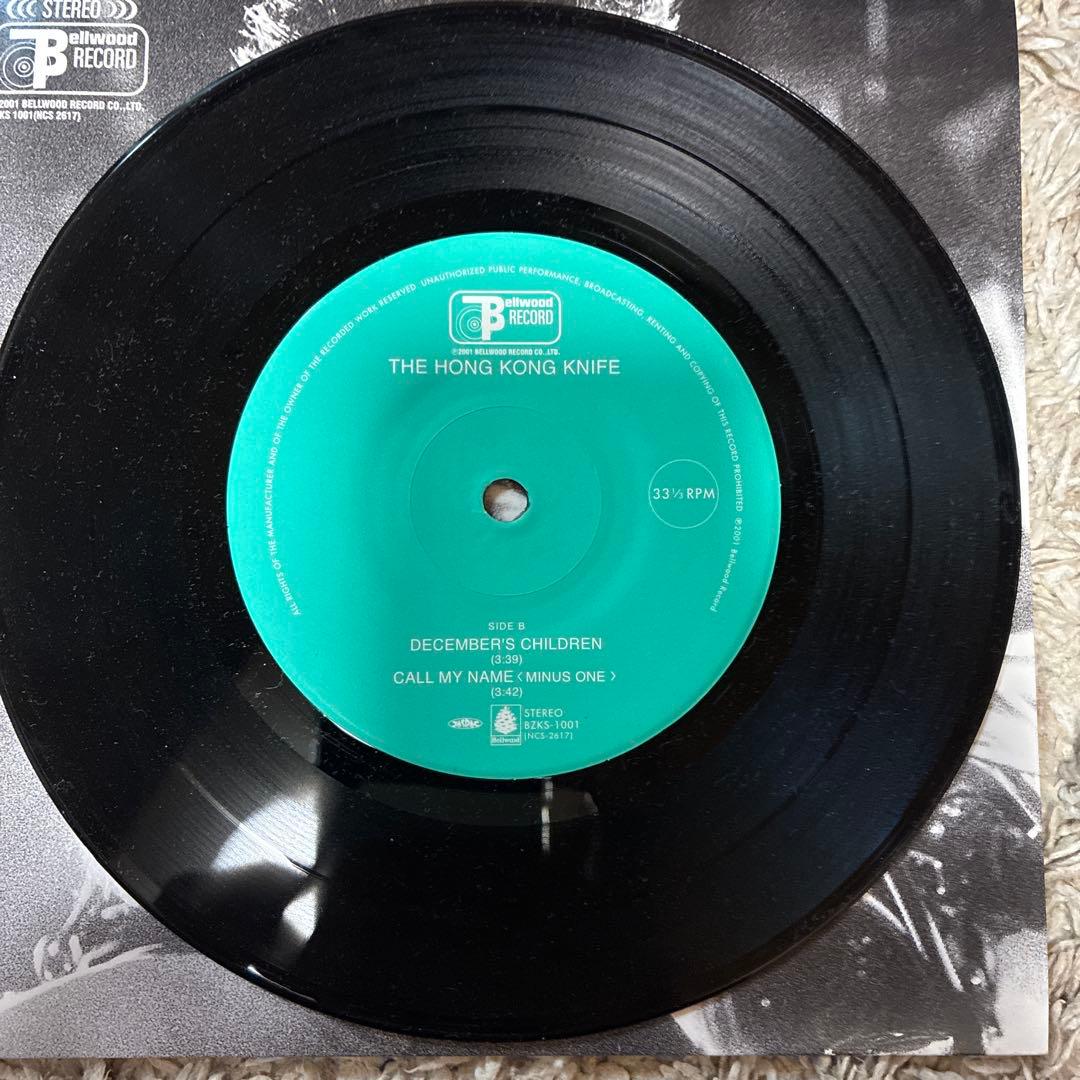 STEREO
Bellwood
RECORD
2001 BELLWOOD RECORD CO.,LTD,
KS 1001(NCS 2617)
Bellwood
RECORD
℗2001 BELLWOOD RECORD CO.,LTD.
THE HONG KONG KNIFE
33⅓ RPM
SIDE B
DECEMBER'S CHILDREN
(3:39)
CALL MY NAME〈MINUS ONE〉
(3:42)
JASRAC
Bellwood
STEREO
BZKS-1001
(NCS-2617)
ALL RIGHTS OF THE MANUFACTURER AND OF THE OWNER OF THE RECORDED WORK RESERVED UNAUTHORIZED PUBLIC PERFORMANCE, BROADCASTING, RENTING AND COPYING OF THIS RECORD PROHIBITED ℗2001 Bellwood Record